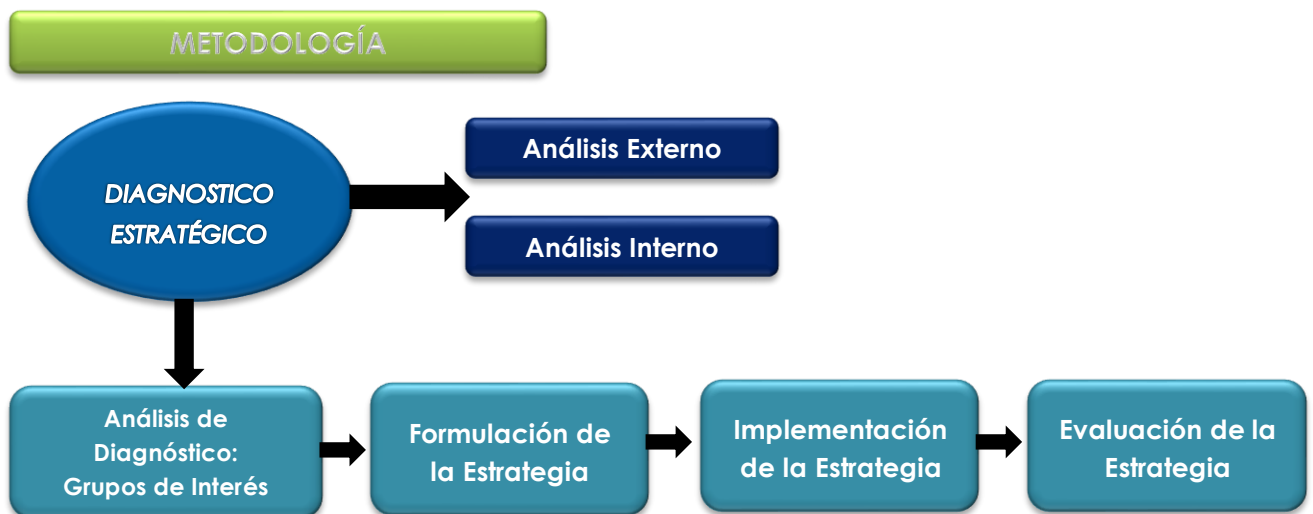 METODOLOGÍA
DIAGNOSTICO
ESTRATÉGICO
Análisis Externo
Análisis Interno
Análisis de
Diagnóstico:
Grupos de Interés
Formulación de
la Estrategia
Implementación
de la Estrategia
Evaluación de la
Estrategia